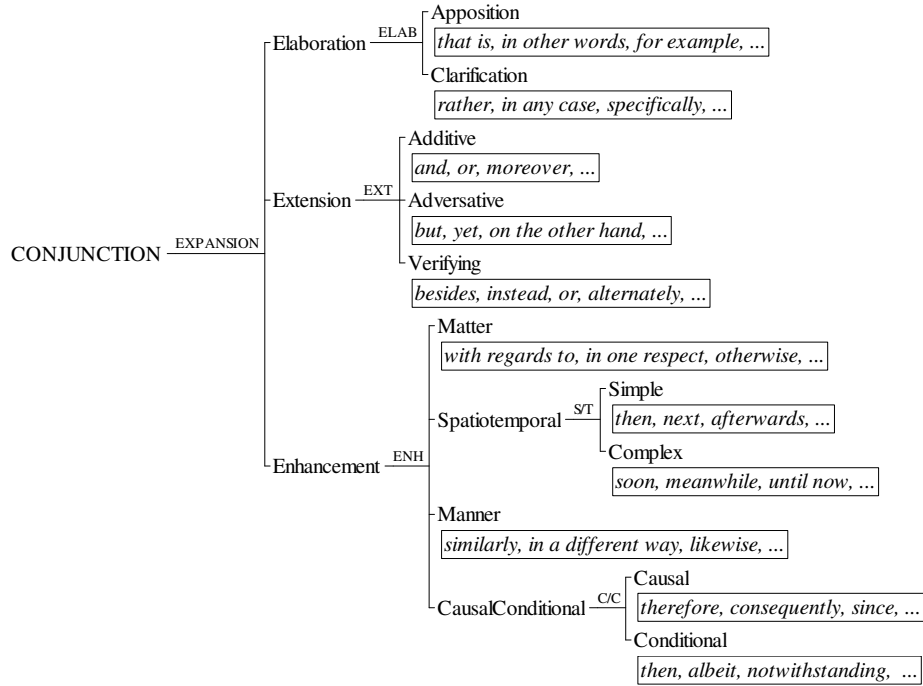 Apposition
Elaboration ELAB
that is, in other words, for example, ...
Clarification
rather, in any case, specifically, ...
Additive
and, or, moreover, ...
Extension EXT
Adversative
but, yet, on the other hand, ...
CONJUNCTION EXPANSION
Verifying
besides, instead, or, alternately, ...
Matter
with regards to, in one respect, otherwise, ...
Simple
Spatiotemporal S/T
then, next, afterwards, ...
Complex
Enhancement ENH
soon, meanwhile, until now, ...
Manner
similarly, in a different way, likewise, ...
Causal
CausalConditional C/C
therefore, consequently, since, ...
Conditional
then, albeit, notwithstanding, ...